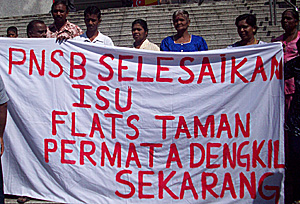 PNSB SELESAIKAN
ISU
FLATS TAMAN
PERMATA DENGKIL
SEKARANG